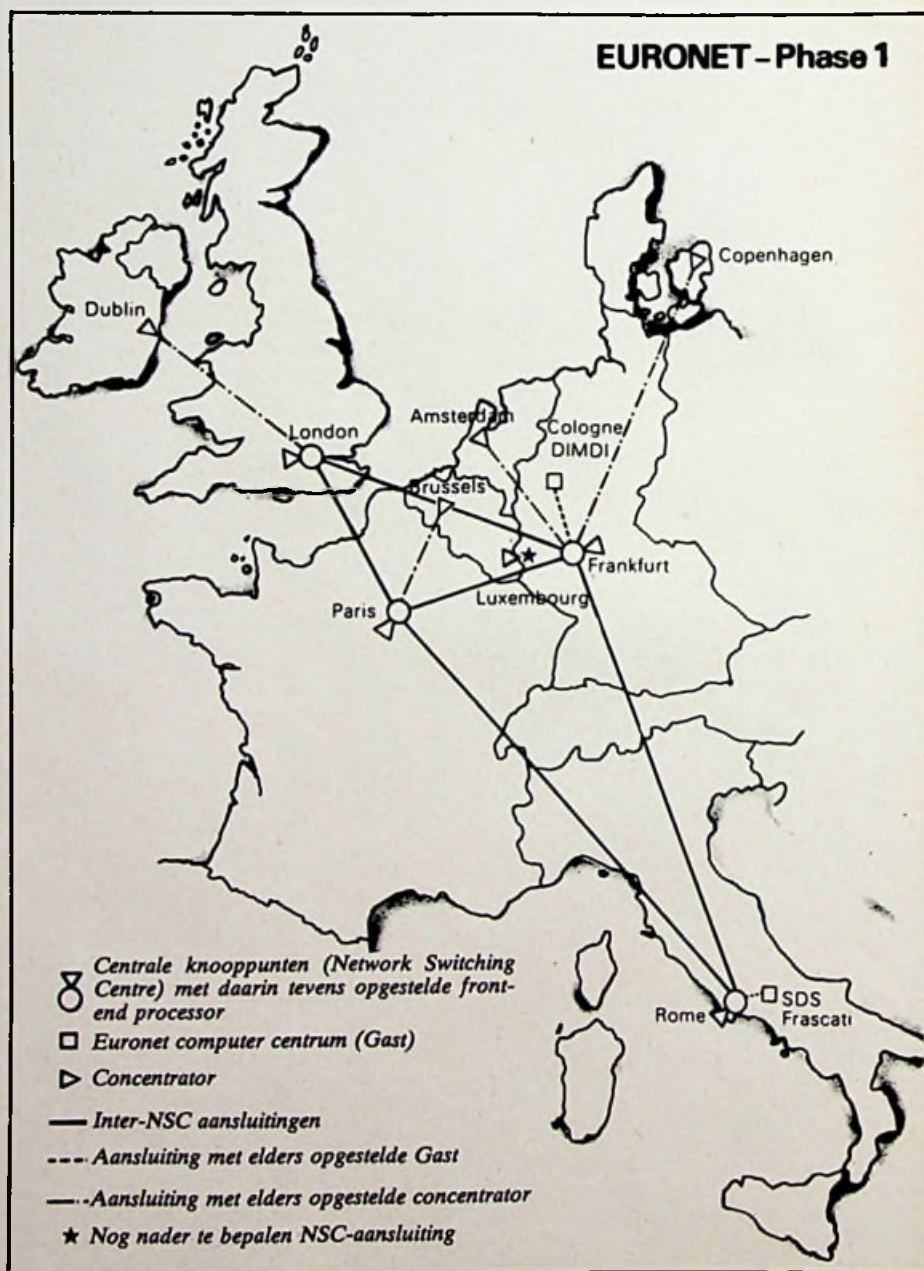 EURONET – Phase 1
Copenhagen
Dublin
Amsterdam
Cologne
DIMDI
London
Brussels
Frankfurt
Luxembourg
Paris
Rome
SDS
Frascati
Centrale knooppunten (Network Switching
Centre) met daarin tevens opgestelde front-
end processor
Euronet computer centrum (Gast)
Concentrator
Inter-NSC aansluitingen
Aansluiting met elders opgestelde Gast
Aansluiting met elders opgestelde concentrator
Nog nader te bepalen NSC-aansluiting